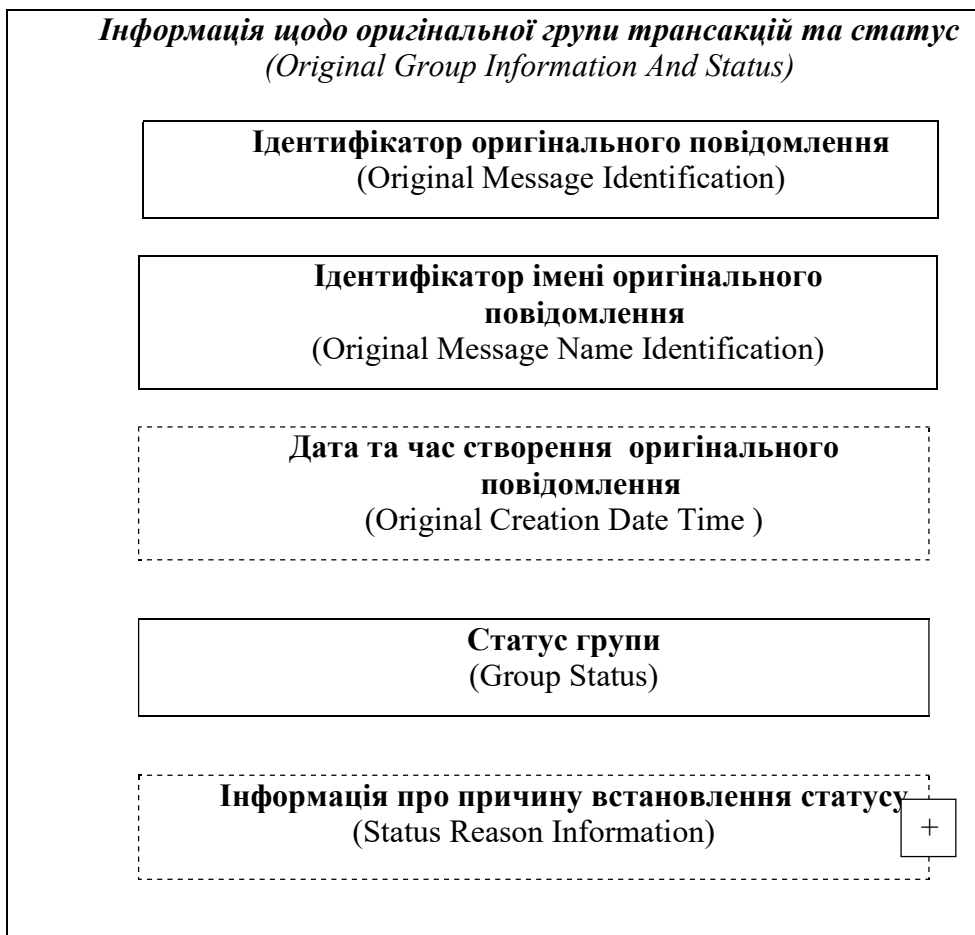 Інформація щодо оригінальної групи трансакцій та статус
(Original Group Information And Status)
Ідентифікатор оригінального повідомлення
(Original Message Identification)
Ідентифікатор імені оригінального
повідомлення
(Original Message Name Identification)
Дата та час створення оригінального
повідомлення
(Original Creation Date Time )
Статус групи
(Group Status)
Інформація про причину встановлення статусу
(Status Reason Information)
+